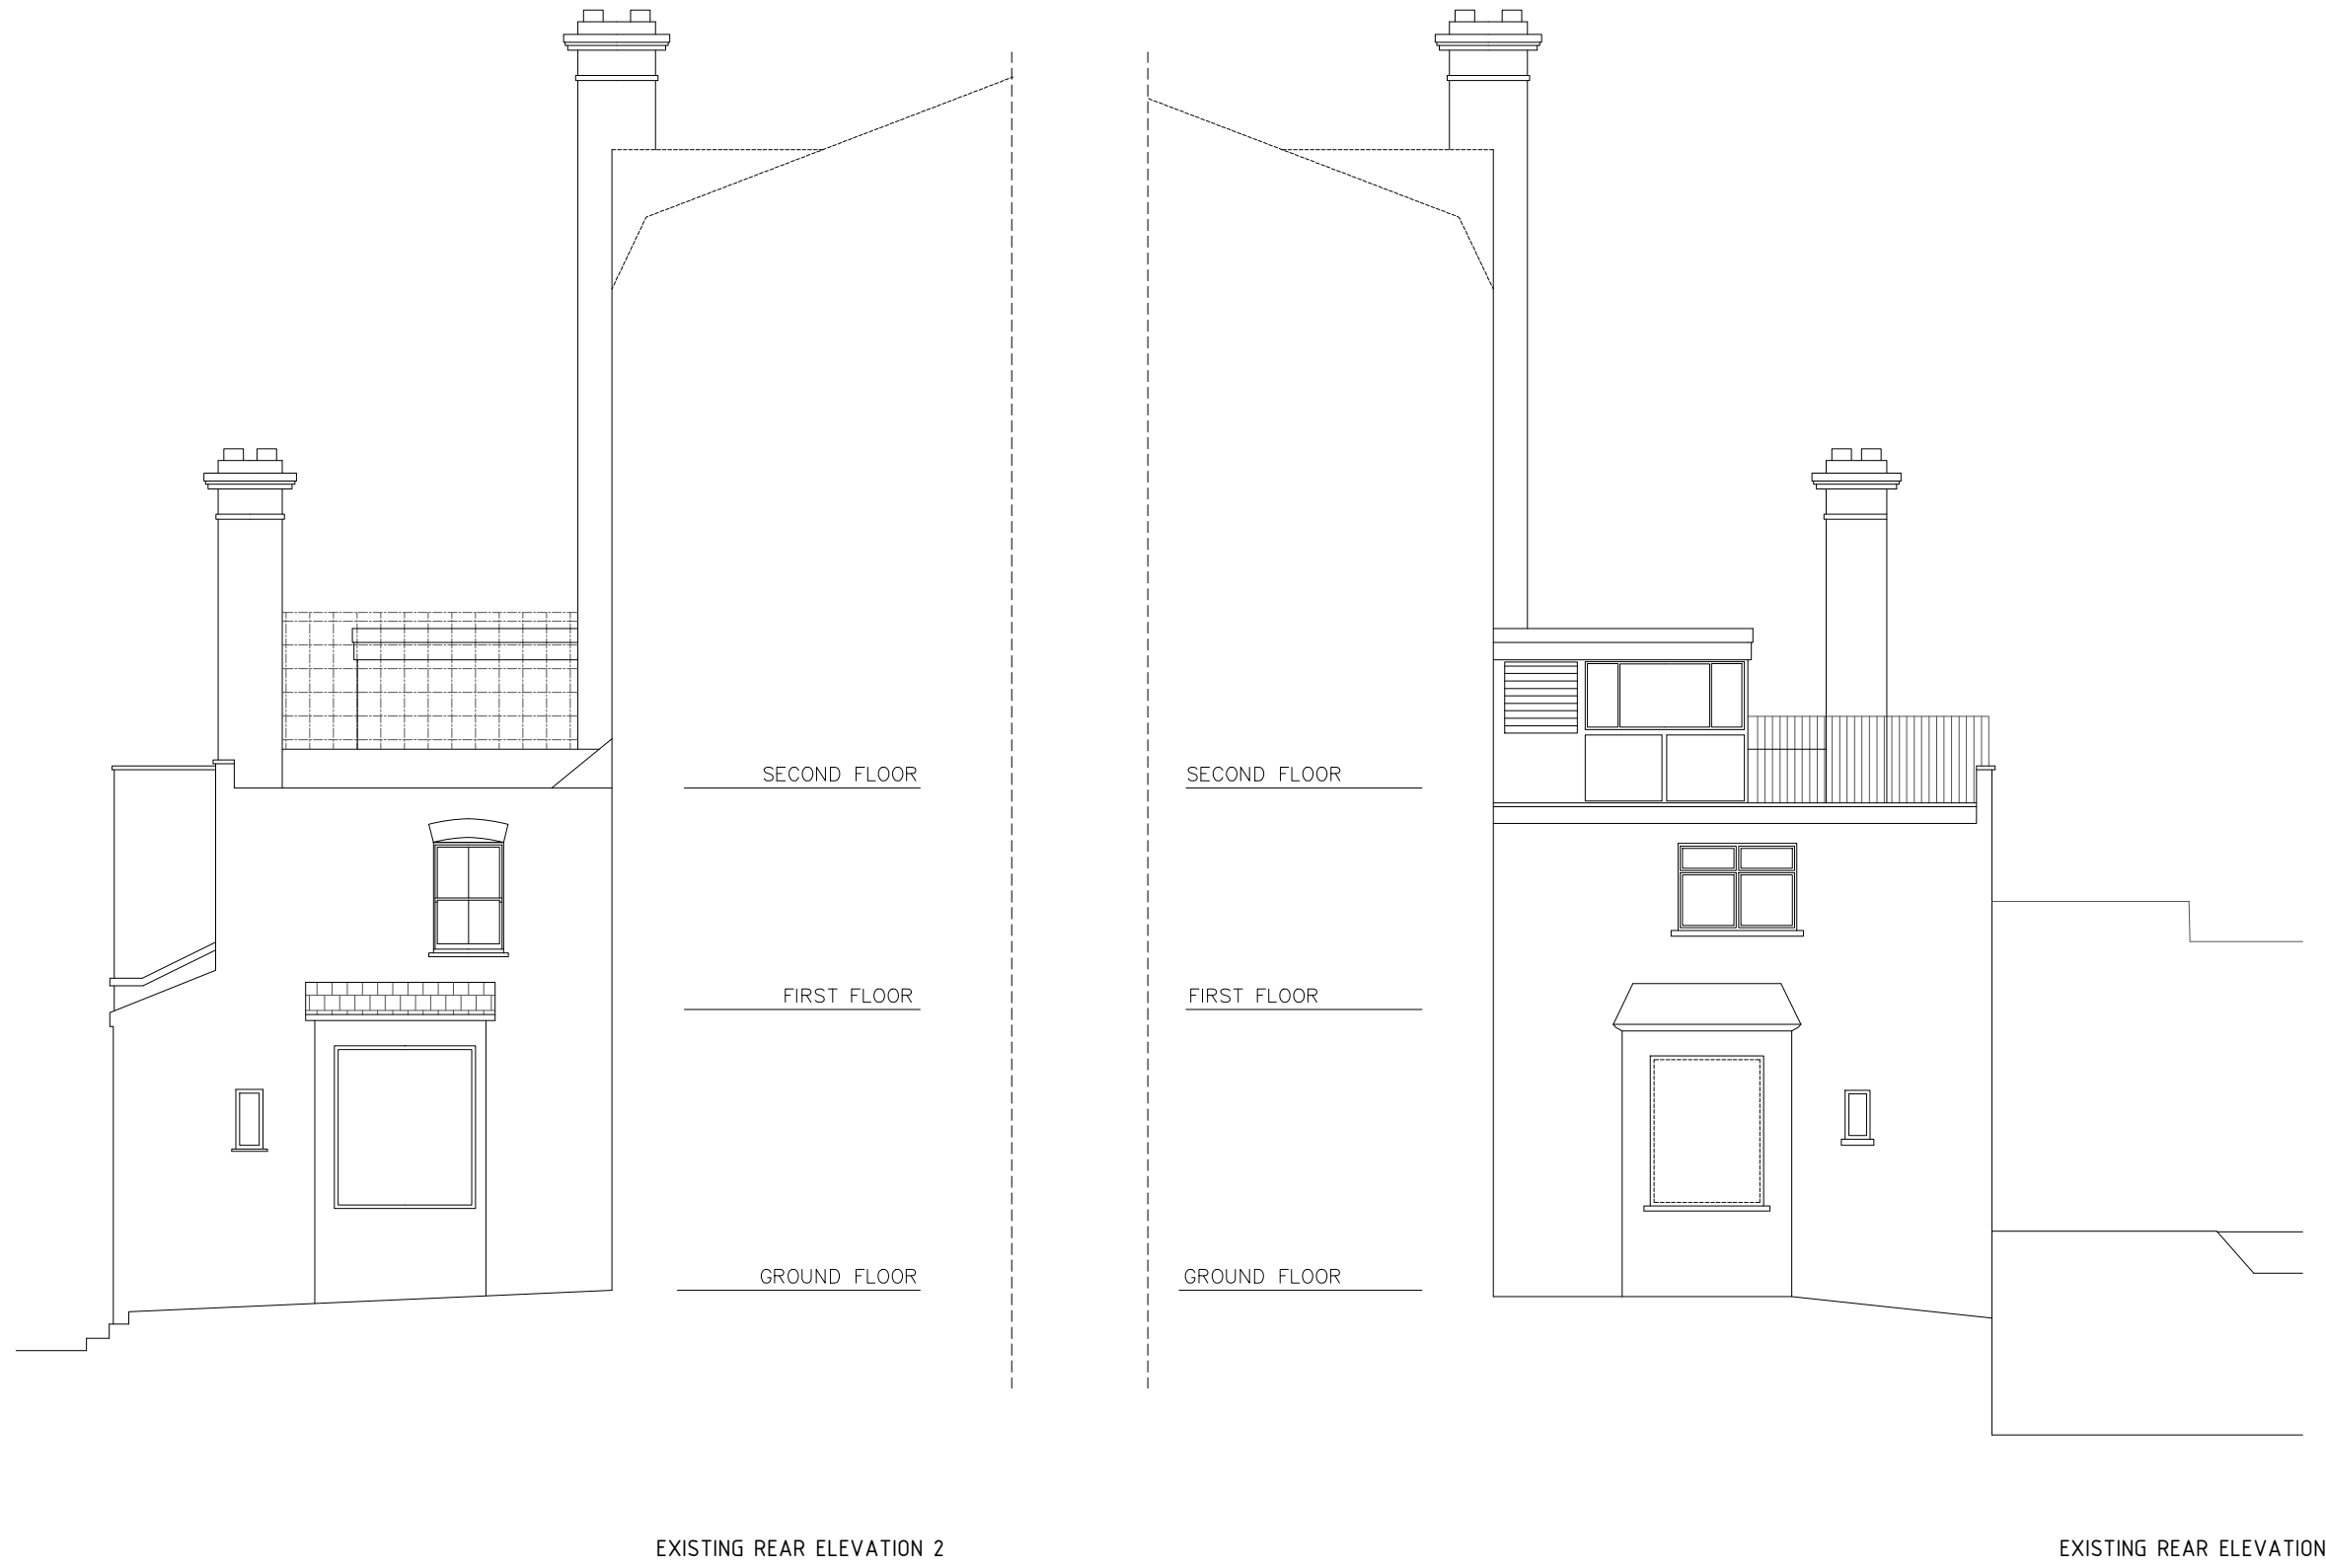 SECOND FLOOR
SECOND FLOOR
FIRST FLOOR
FIRST FLOOR
GROUND FLOOR
GROUND FLOOR
EXISTING REAR ELEVATION 2
EXISTING REAR ELEVATION